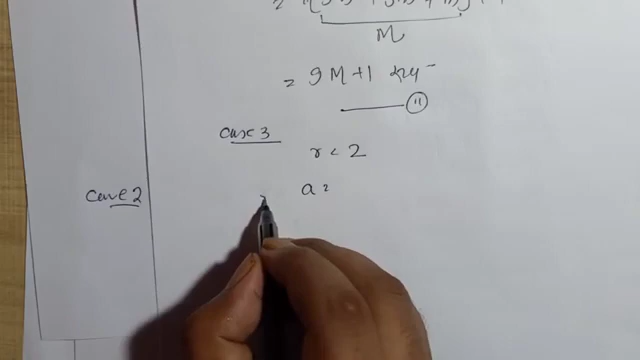 M
= 9M+1
(11)
Case 3
r = 2
a =
Case 2